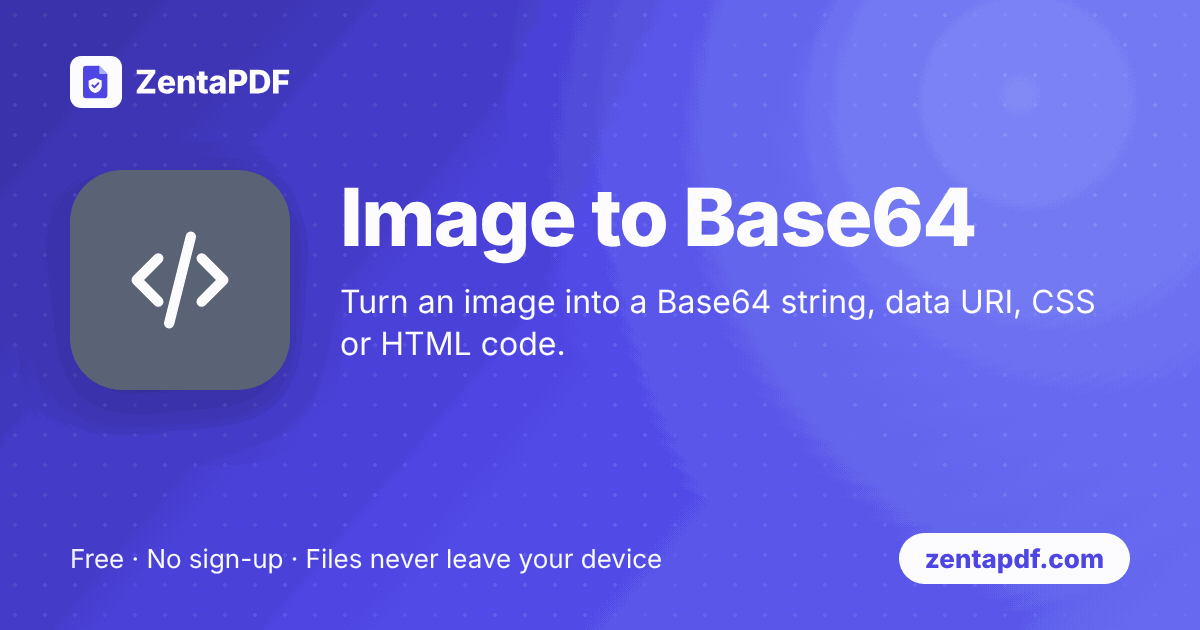 ZentaPDF
Image to Base64
Turn an image into a Base64 string, data URI, CSS
or HTML code.
Free · No sign-up · Files never leave your device
zentapdf.com